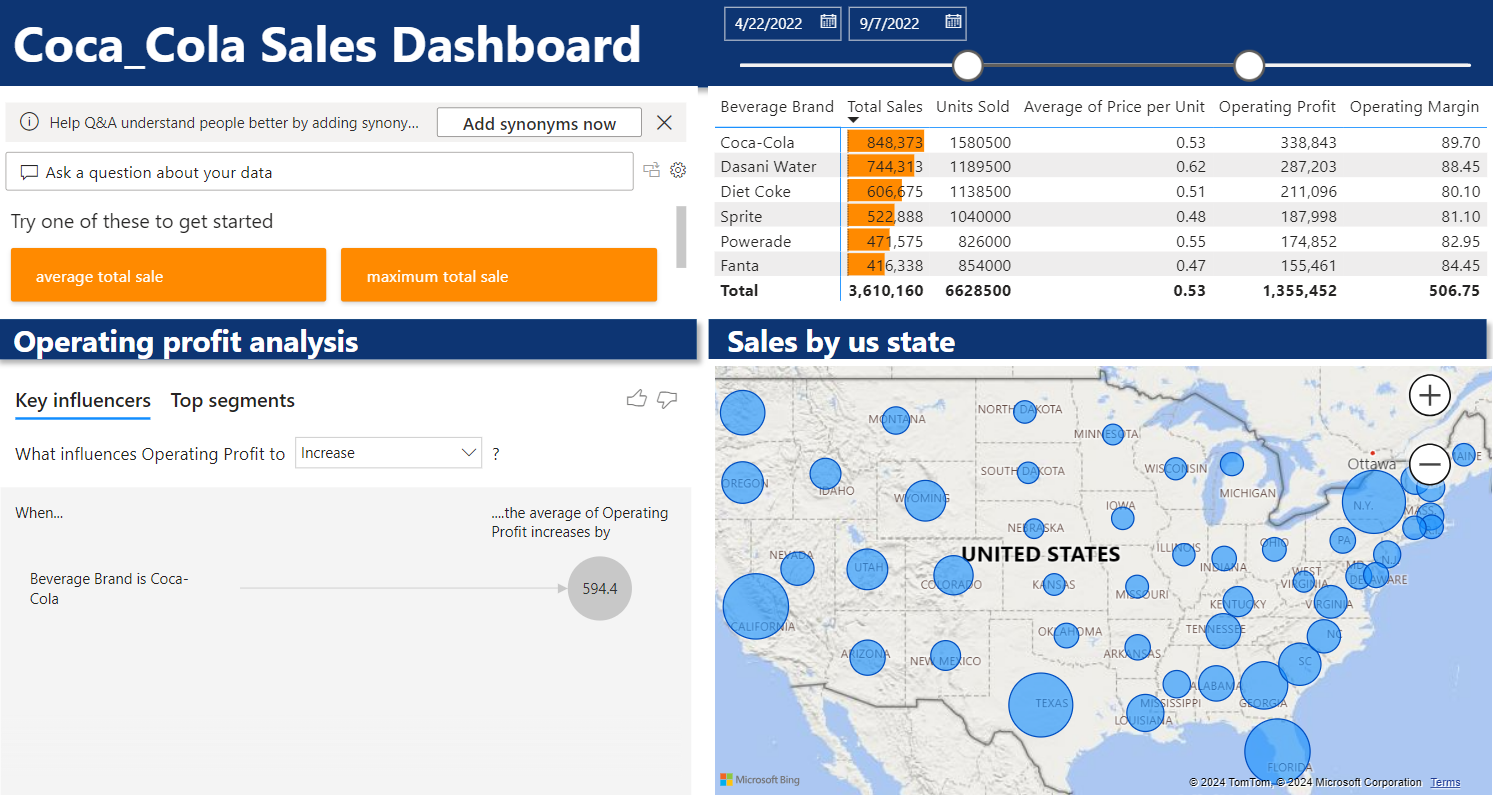 Coca_Cola Sales Dashboard
4/22/2022 9/7/2022
Help Q&A understand people better by adding synony...
Add synonyms now
Ask a question about your data
Try one of these to get started
average total sale
maximum total sale
Beverage Brand Total Sales Units Sold Average of Price per Unit Operating Profit Operating Margin
Coca-Cola 848,373 1580500 0.53 338,843 89.70
Dasani Water 744,313 1189500 0.62 287,203 88.45
Diet Coke 606,675 1138500 0.51 211,096 80.10
Sprite 522,888 1040000 0.48 187,998 81.10
Powerade 471,575 826000 0.55 174,852 82.95
Fanta 416,338 854000 0.47 155,461 84.45
Total 3,610,160 6628500 0.53 1,355,452 506.75
Operating profit analysis
Key influencers Top segments
What influences Operating Profit to Increase ?
When...
....the average of Operating
Profit increases by
Beverage Brand is Coca-
Cola
594.4
Sales by us state
NORTH DAKOTA
MONTANA
MINNESOTA
AINE
Ottawa
WISCONSIN
SOUTH DAKOTA
OREGON
IDAHO
MICHIGAN
WYOMING
IOWA
N.Y.
MASS
NEBRASKA
R.I.
PA
OHIO
ILLINOIS
UNITED STATES
NEVADA
INDIANA
N.J.
UTAH
MD
WEST
VIRGINIA
DELAWARE
COLORADO
KANSAS
MISSOURI
KENTUCKY
VIRGINIA
CALIFORNIA
TENNESSEE
OKLAHOMA
NC
ARIZONA
ARKANSAS
NEW MEXICO
SC
ALABAMA
TEXAS
MISSISSIPPI
GEORGIA
LOUISIANA
FLORIDA
Microsoft Bing
© 2024 TomTom, © 2024 Microsoft Corporation Terms